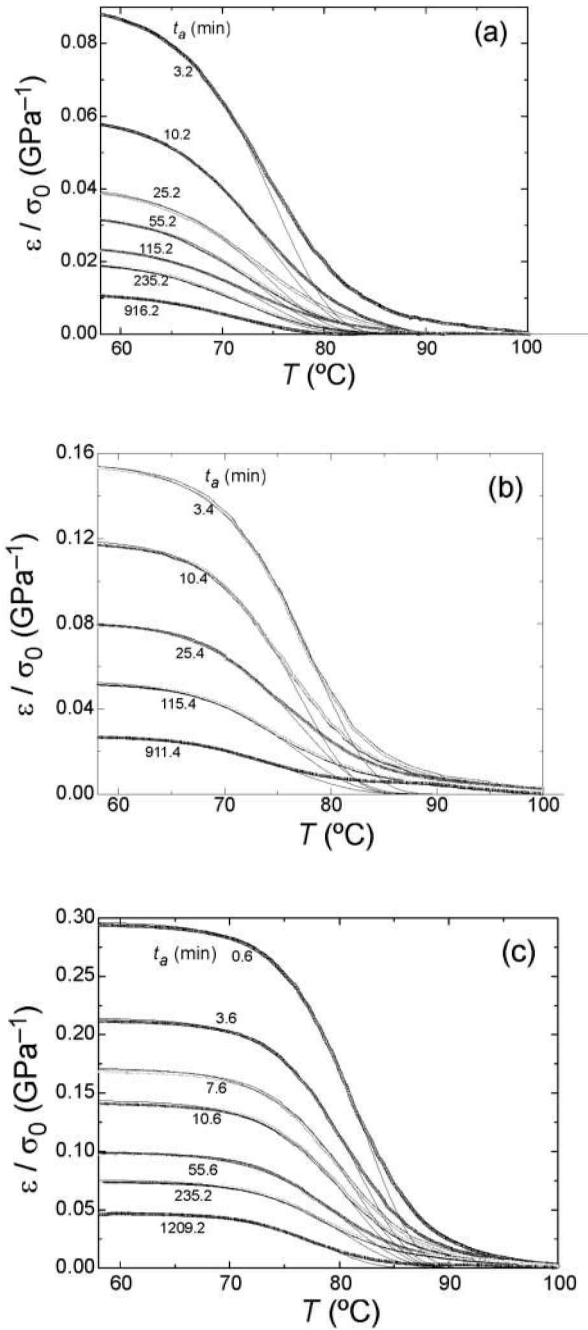 (a)
t_a (min)
3.2
10.2
25.2
55.2
115.2
235.2
916.2
0.08
0.06
0.04
0.02
0.00
ε / σ₀ (GPa⁻¹)
60 70 80 90 100
T (ºC)
(b)
t_a (min)
3.4
10.4
25.4
115.4
911.4
0.16
0.12
0.08
0.04
0.00
ε / σ₀ (GPa⁻¹)
60 70 80 90 100
T (ºC)
(c)
t_a (min)
0.6
3.6
7.6
10.6
55.6
235.2
1209.2
0.30
0.25
0.20
0.15
0.10
0.05
0.00
ε / σ₀ (GPa⁻¹)
60 70 80 90 100
T (ºC)